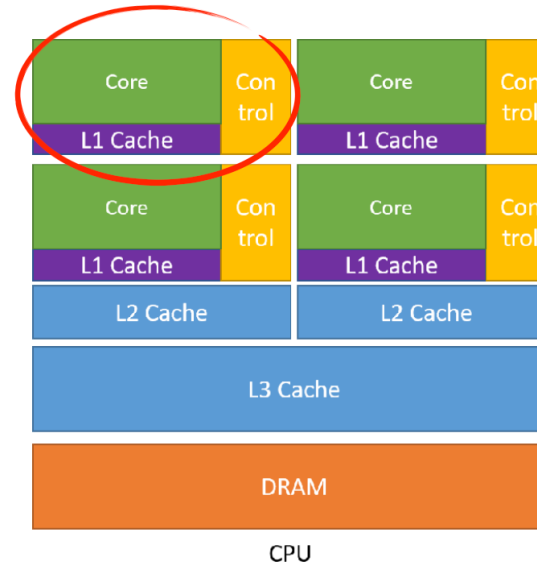 Core
Con
trol
L1 Cache
Core
Con
trol
L1 Cache
Core
Con
trol
L1 Cache
Core
Con
trol
L1 Cache
L2 Cache
L2 Cache
L3 Cache
DRAM
CPU